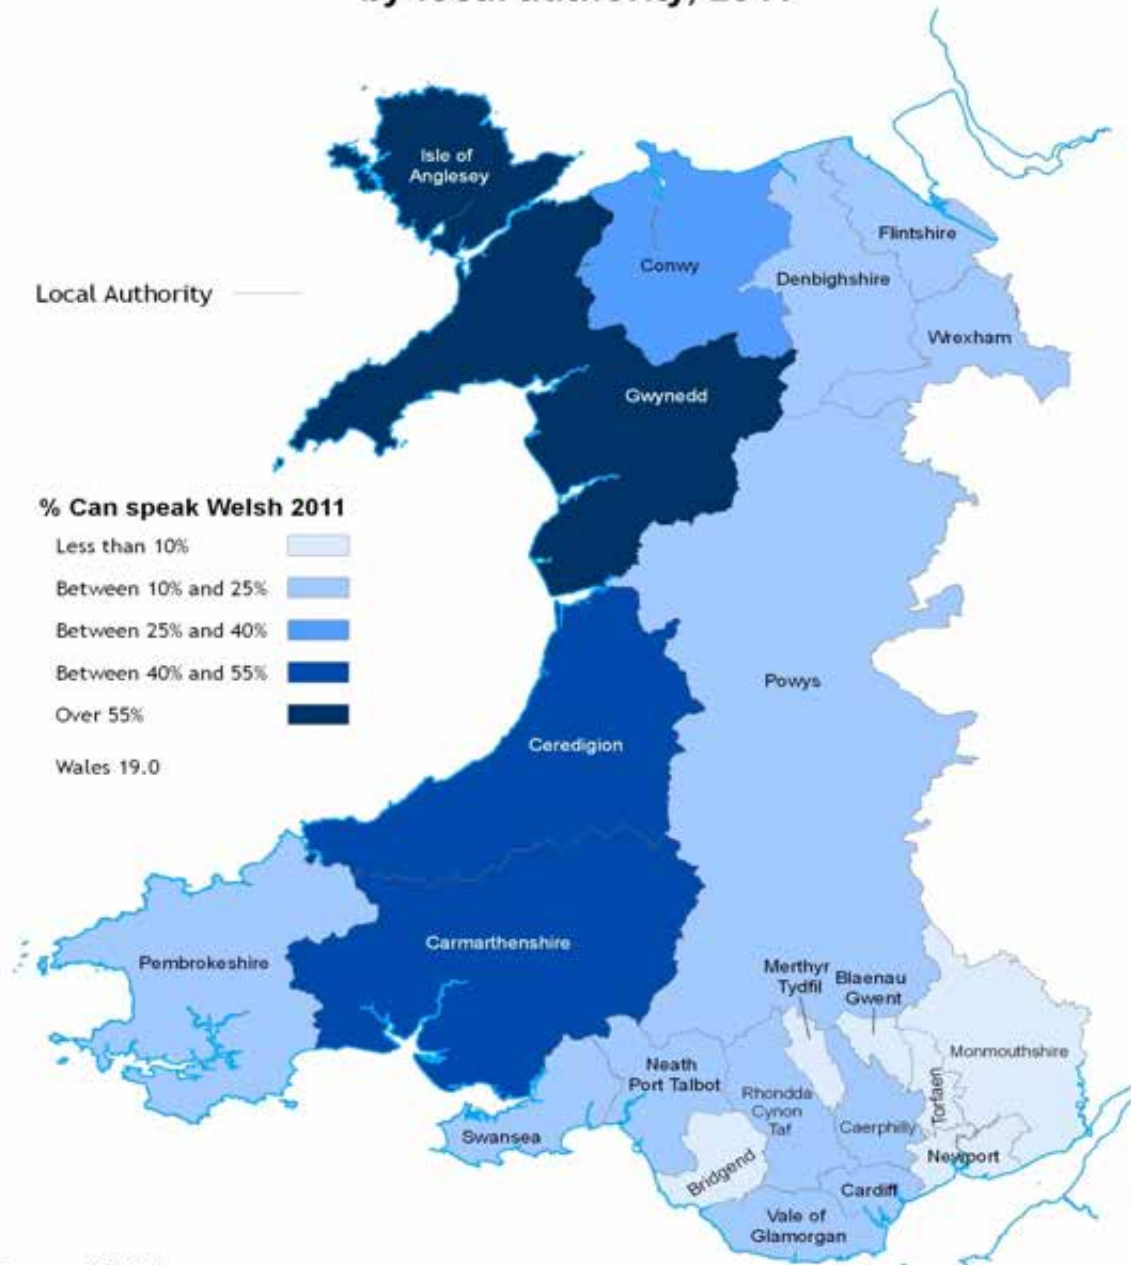 Local Authority
% Can speak Welsh 2011
Less than 10%
Between 10% and 25%
Between 25% and 40%
Between 40% and 55%
Over 55%
Wales 19.0
Isle of
Anglesey
Conwy
Flintshire
Denbighshire
Wrexham
Gwynedd
Powys
Ceredigion
Carmarthenshire
Pembrokeshire
Merthyr
Tydfil
Blaenau
Gwent
Monmouthshire
Neath
Port Talbot
Rhondda
Cynon
Taf
Caerphilly
Torfaen
Swansea
Newport
Bridgend
Cardiff
Vale of
Glamorgan